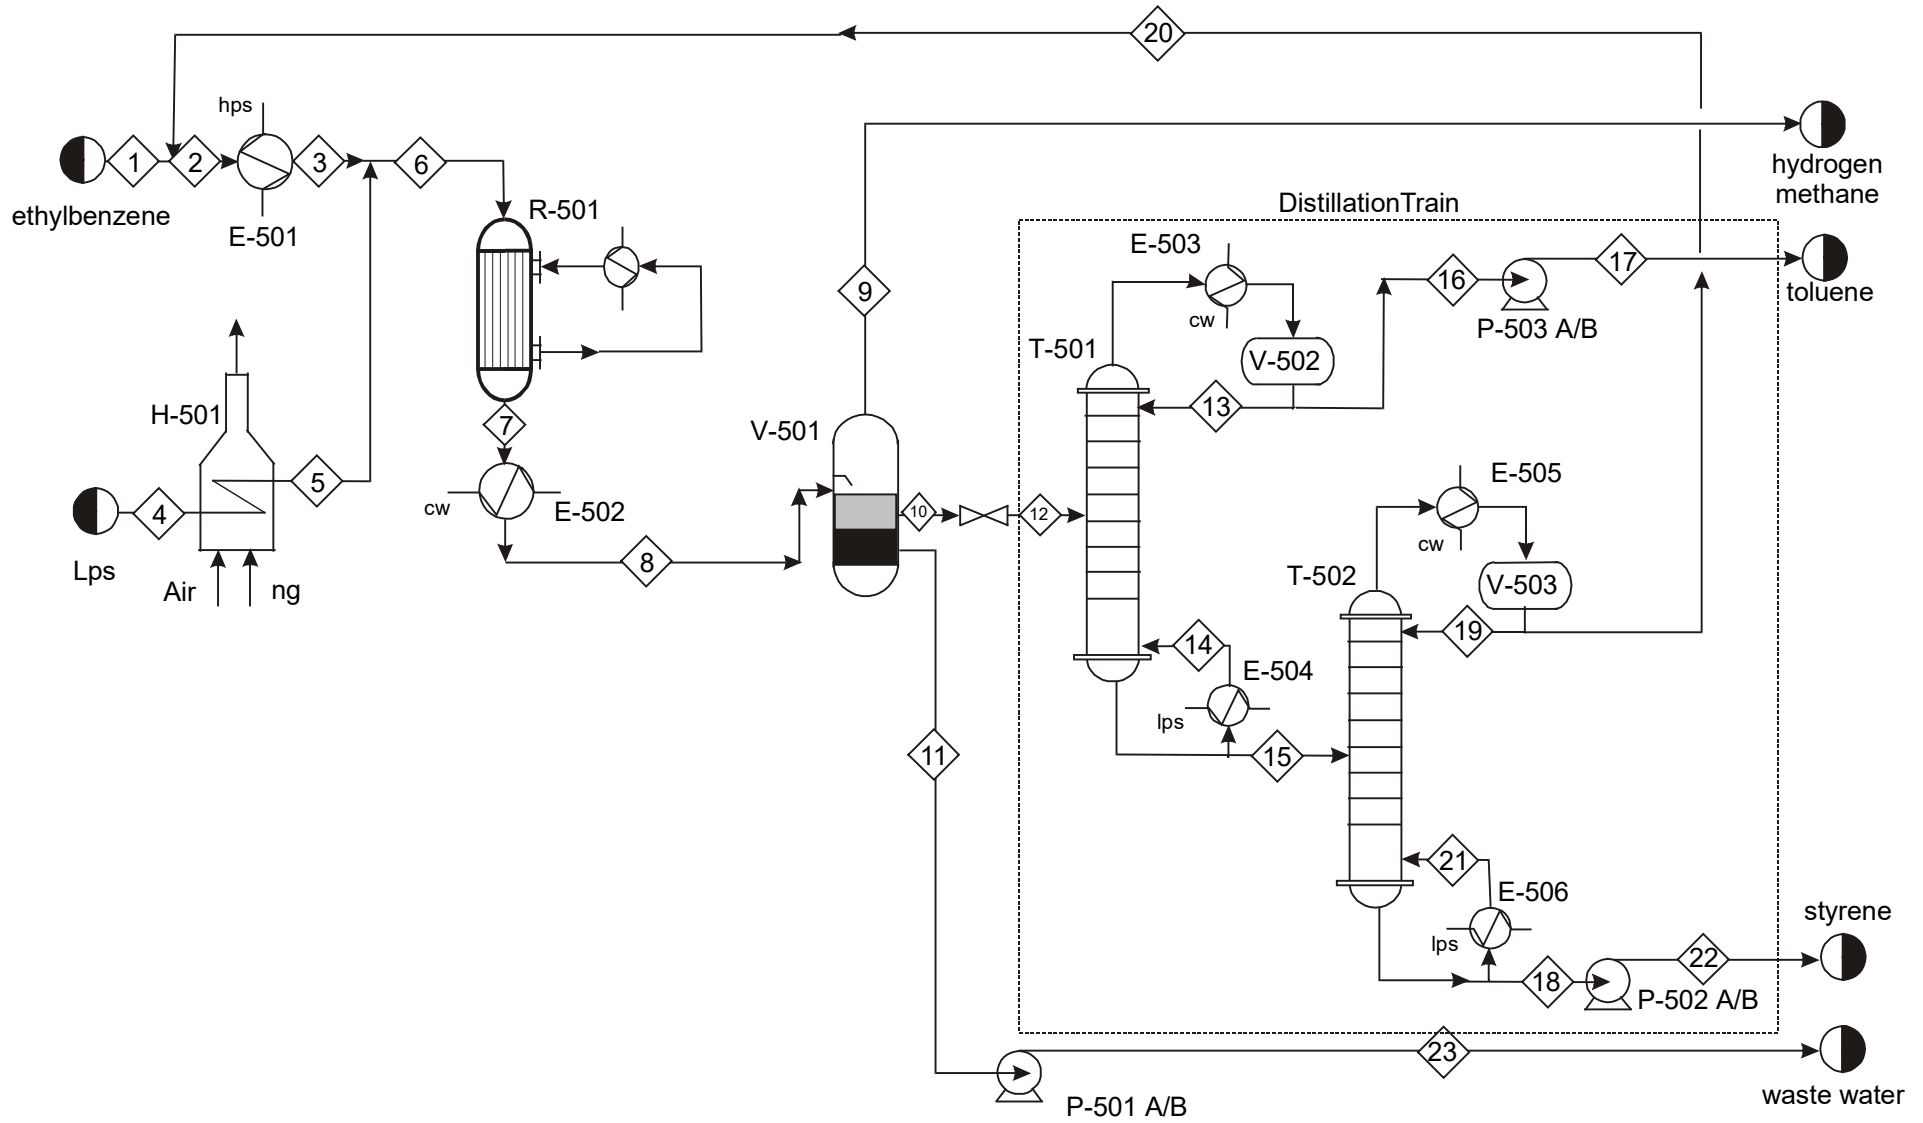 20
hps
1
2
3
6
ethylbenzene
E-501
R-501
hydrogen
methane
DistillationTrain
E-503
cw
9
16
17
toluene
P-503 A/B
V-502
T-501
13
H-501
7
V-501
5
4
Lps
Air
ng
cw
E-502
8
10
12
E-505
cw
T-502
V-503
19
14
E-504
lps
11
15
21
E-506
lps
styrene
18
22
P-502 A/B
23
P-501 A/B
waste water